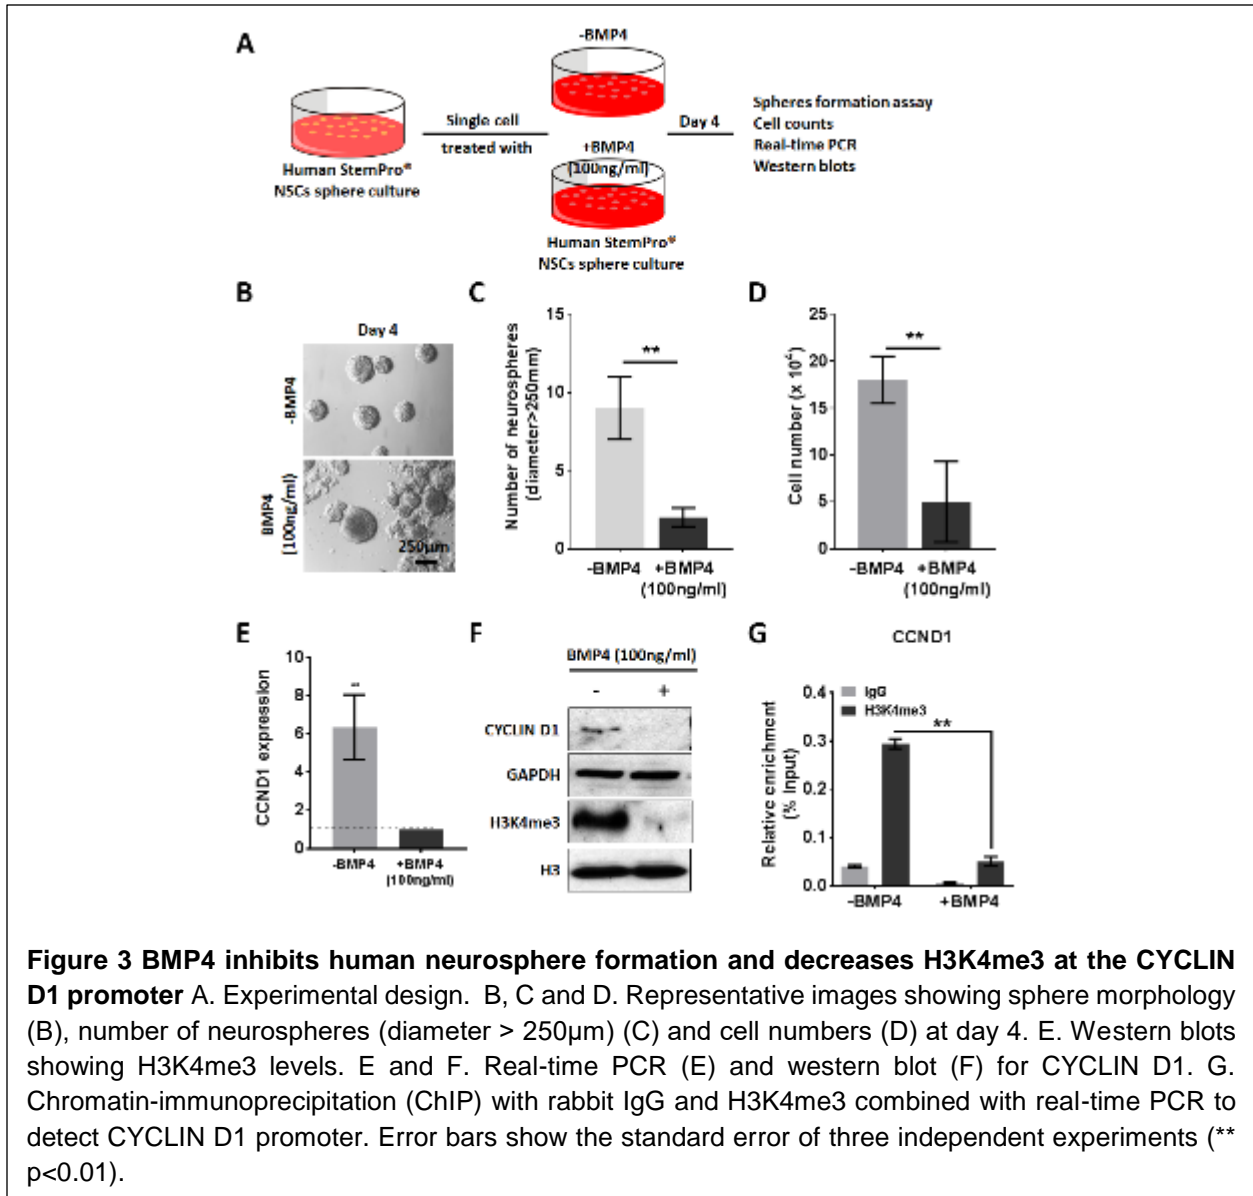 A
-BMP4
Single cell
treated with
+BMP4
(100ng/ml)
Day 4
Spheres formation assay
Cell counts
Real-time PCR
Western blots
Human StemPro®
NSCs sphere culture
Human StemPro®
NSCs sphere culture
B
Day 4
-BMP4
BMP4
(100ng/ml)
250µm
C
Number of neurospheres
(diameter>250mm)
15
10
5
0
**
-BMP4
+BMP4
(100ng/ml)
D
Cell number (x 10⁴)
25
20
15
10
5
0
**
-BMP4
+BMP4
(100ng/ml)
E
CCND1 expression
10
8
6
4
2
0
-BMP4
+BMP4
(100ng/ml)
F
BMP4 (100ng/ml)
- +
CYCLIN D1
GAPDH
H3K4me3
H3
G
CCND1
Relative enrichment
(% Input)
0.4
0.3
0.2
0.1
0.0
IgG
H3K4me3
**
-BMP4
+BMP4
Figure 3 BMP4 inhibits human neurosphere formation and decreases H3K4me3 at the CYCLIN
D1 promoter A. Experimental design. B, C and D. Representative images showing sphere morphology
(B), number of neurospheres (diameter > 250µm) (C) and cell numbers (D) at day 4. E. Western blots
showing H3K4me3 levels. E and F. Real-time PCR (E) and western blot (F) for CYCLIN D1. G.
Chromatin-immunoprecipitation (ChIP) with rabbit IgG and H3K4me3 combined with real-time PCR to
detect CYCLIN D1 promoter. Error bars show the standard error of three independent experiments (**
p<0.01).